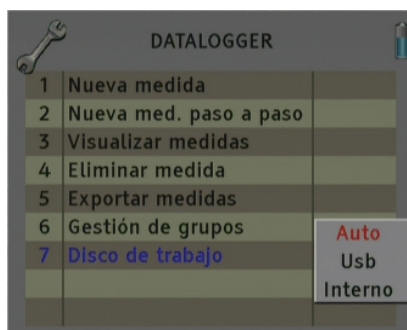 DATALOGGER
1 Nueva medida
2 Nueva med. paso a paso
3 Visualizar medidas
4 Eliminar medida
5 Exportar medidas
6 Gestión de grupos
7 Disco de trabajo
Auto
Usb
Interno